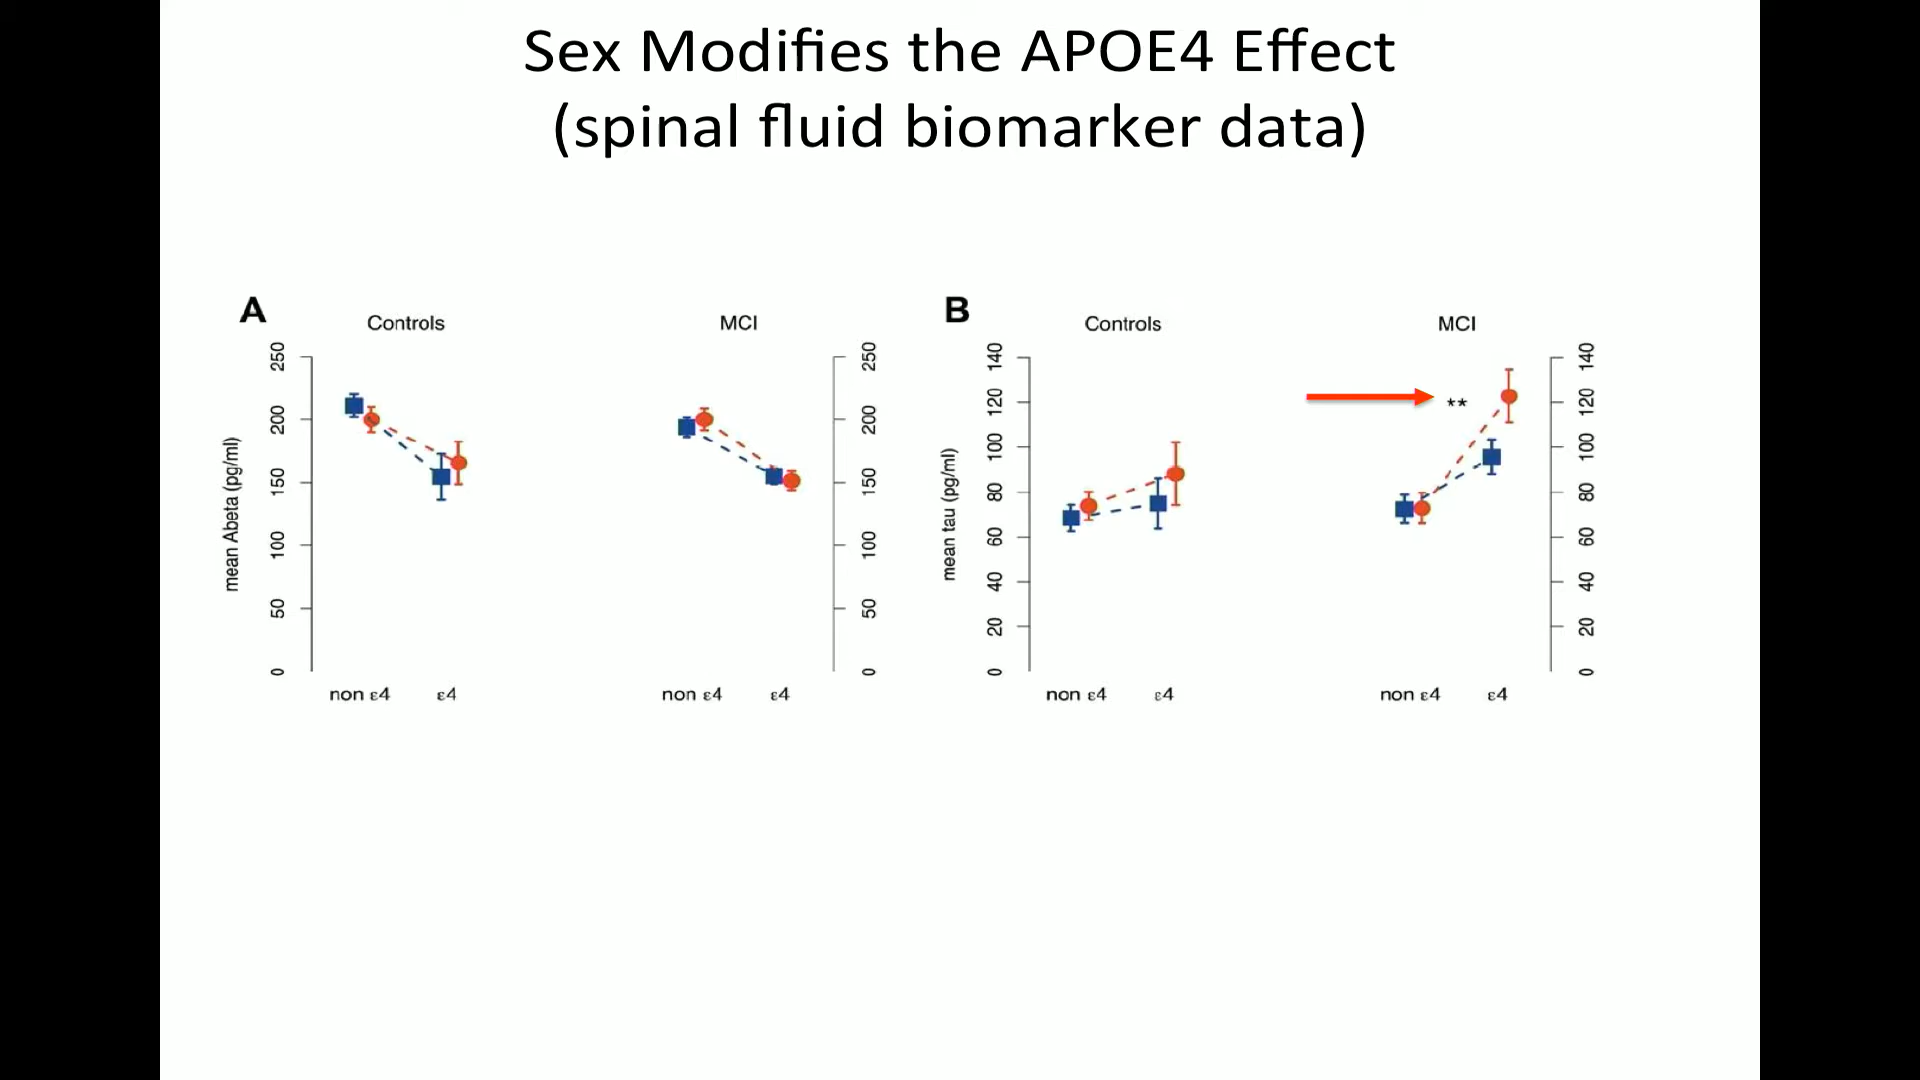 Sex Modifies the APOE4 Effect
(spinal fluid biomarker data)
A
Controls
MCI
mean Abeta (pg/ml)
250
200
150
100
50
0
250
200
150
100
50
0
non ε4
ε4
non ε4
ε4
B
Controls
MCI
mean tau (pg/ml)
140
120
100
80
60
40
20
0
**
140
120
100
80
60
40
20
0
non ε4
ε4
non ε4
ε4